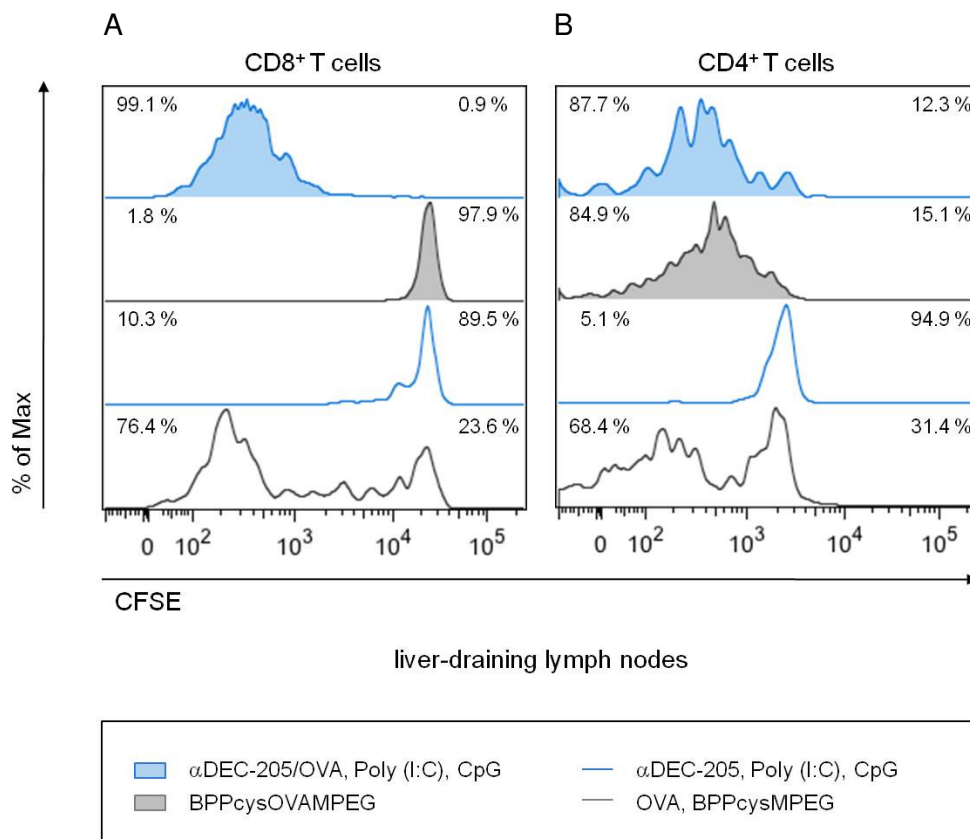 A
B
CD8⁺ T cells
CD4⁺ T cells
99.1 %
0.9 %
87.7 %
12.3 %
1.8 %
97.9 %
84.9 %
15.1 %
10.3 %
89.5 %
5.1 %
94.9 %
76.4 %
23.6 %
68.4 %
31.4 %
% of Max
0 10² 10³ 10⁴ 10⁵
0 10² 10³ 10⁴ 10⁵
CFSE
liver-draining lymph nodes
αDEC-205/OVA, Poly (I:C), CpG
αDEC-205, Poly (I:C), CpG
BPPcysOVAMPEG
OVA, BPPcysMPEG